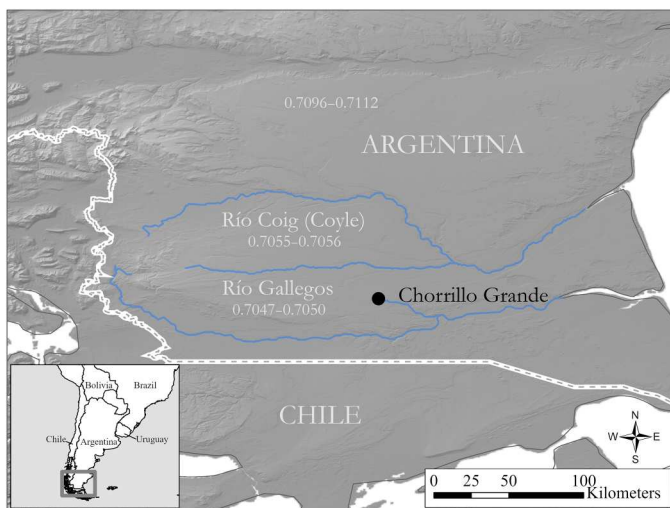 0.7096–0.7112
ARGENTINA
Río Coig (Coyle)
0.7055–0.7056
Río Gallegos
0.7047–0.7050
Chorrillo Grande
CHILE
Bolivia
Brazil
Chile
Argentina
Uruguay
N
W E
S
0 25 50 100
Kilometers